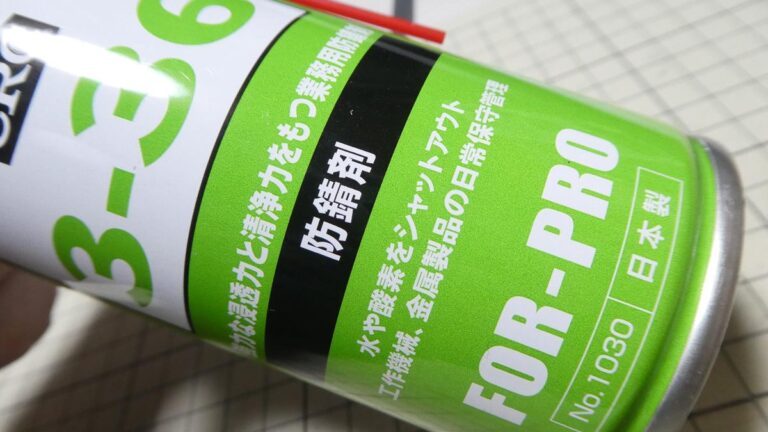 3-36
力な浸透力と清浄力をもつ業務用防錆
防錆剤
水や酸素をシャットアウト
工作機械、金属製品の日常保守管理
FOR-PRO
No.1030
日本製